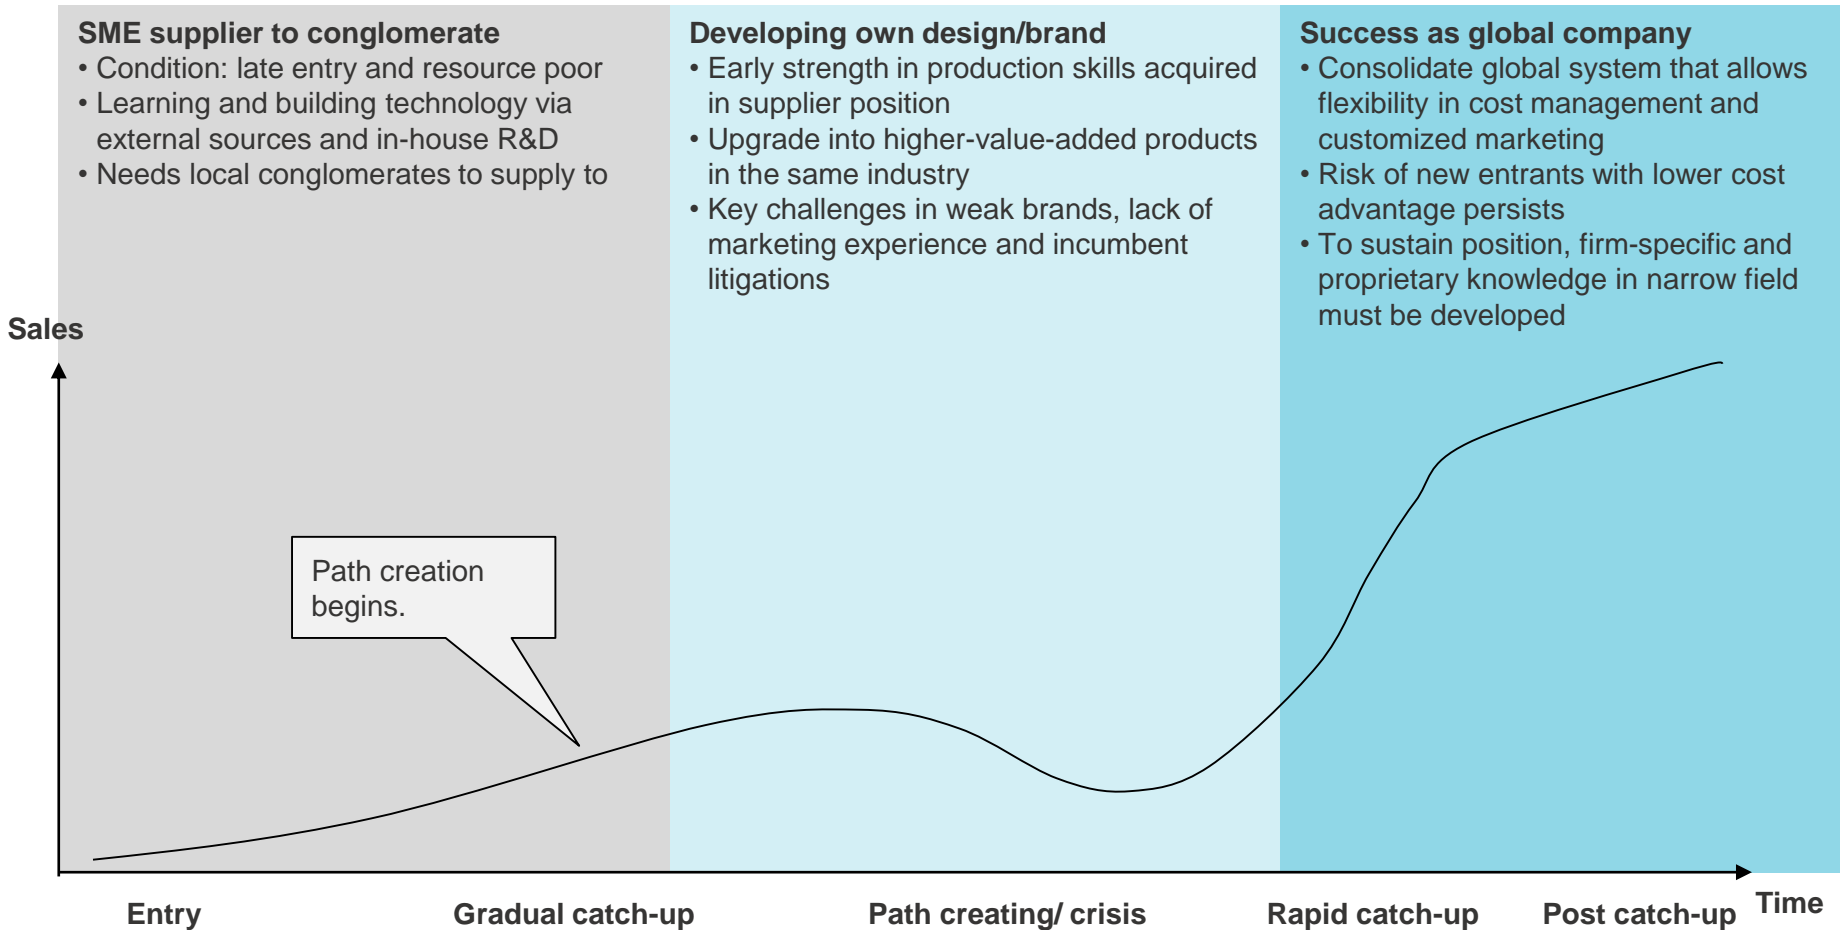 SME supplier to conglomerate
• Condition: late entry and resource poor
• Learning and building technology via
external sources and in-house R&D
• Needs local conglomerates to supply to
Developing own design/brand
• Early strength in production skills acquired
in supplier position
• Upgrade into higher-value-added products
in the same industry
• Key challenges in weak brands, lack of
marketing experience and incumbent
litigations
Success as global company
• Consolidate global system that allows
flexibility in cost management and
customized marketing
• Risk of new entrants with lower cost
advantage persists
• To sustain position, firm-specific and
proprietary knowledge in narrow field
must be developed
Sales
Path creation
begins.
Entry
Gradual catch-up
Path creating/ crisis
Rapid catch-up
Post catch-up
Time